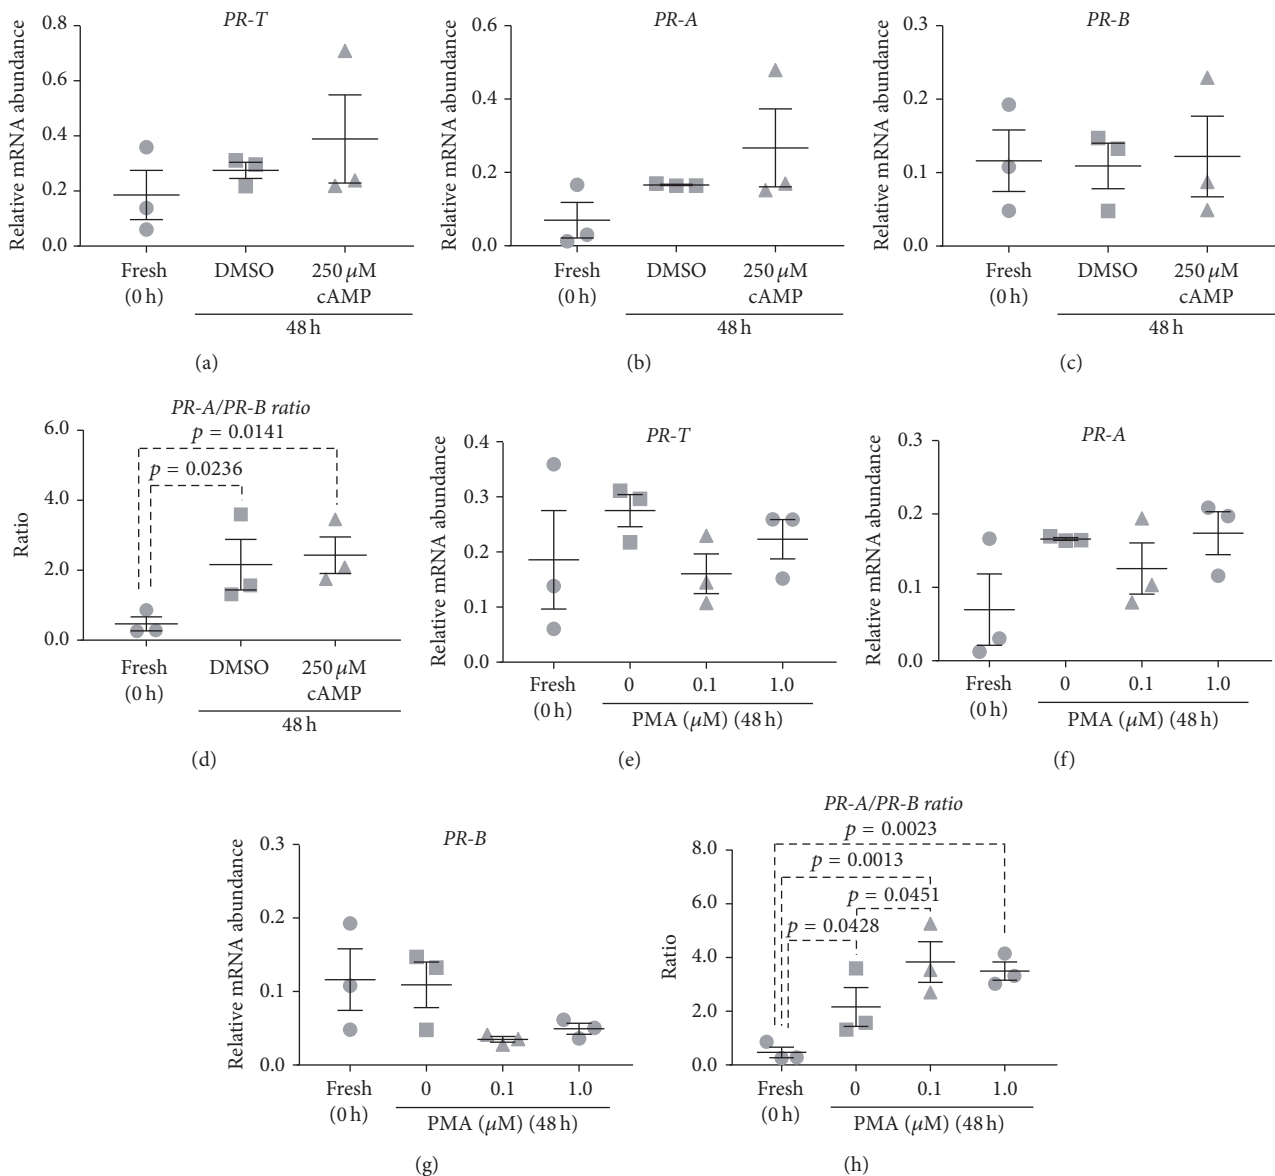 PR-T
Relative mRNA abundance
0.8
0.6
0.4
0.2
0.0
Fresh
(0 h)
DMSO
250 μM
cAMP
48 h
(a)
PR-A
Relative mRNA abundance
0.6
0.4
0.2
0.0
Fresh
(0 h)
DMSO
250 μM
cAMP
48 h
(b)
PR-B
Relative mRNA abundance
0.3
0.2
0.1
0.0
Fresh
(0 h)
DMSO
250 μM
cAMP
48 h
(c)
PR-A/PR-B ratio
p = 0.0141
p = 0.0236
Ratio
6.0
4.0
2.0
0.0
Fresh
(0 h)
DMSO
250 μM
cAMP
48 h
(d)
PR-T
Relative mRNA abundance
0.4
0.3
0.2
0.1
0.0
Fresh
(0 h)
0
0.1
1.0
PMA (μM) (48 h)
(e)
PR-A
Relative mRNA abundance
0.3
0.2
0.1
0.0
Fresh
(0 h)
0
0.1
1.0
PMA (μM) (48 h)
(f)
PR-B
Relative mRNA abundance
0.3
0.2
0.1
0.0
Fresh
(0 h)
0
0.1
1.0
PMA (μM) (48 h)
(g)
PR-A/PR-B ratio
p = 0.0023
p = 0.0013
p = 0.0451
p = 0.0428
Ratio
8.0
6.0
4.0
2.0
0.0
Fresh
(0 h)
0
0.1
1.0
PMA (μM) (48 h)
(h)